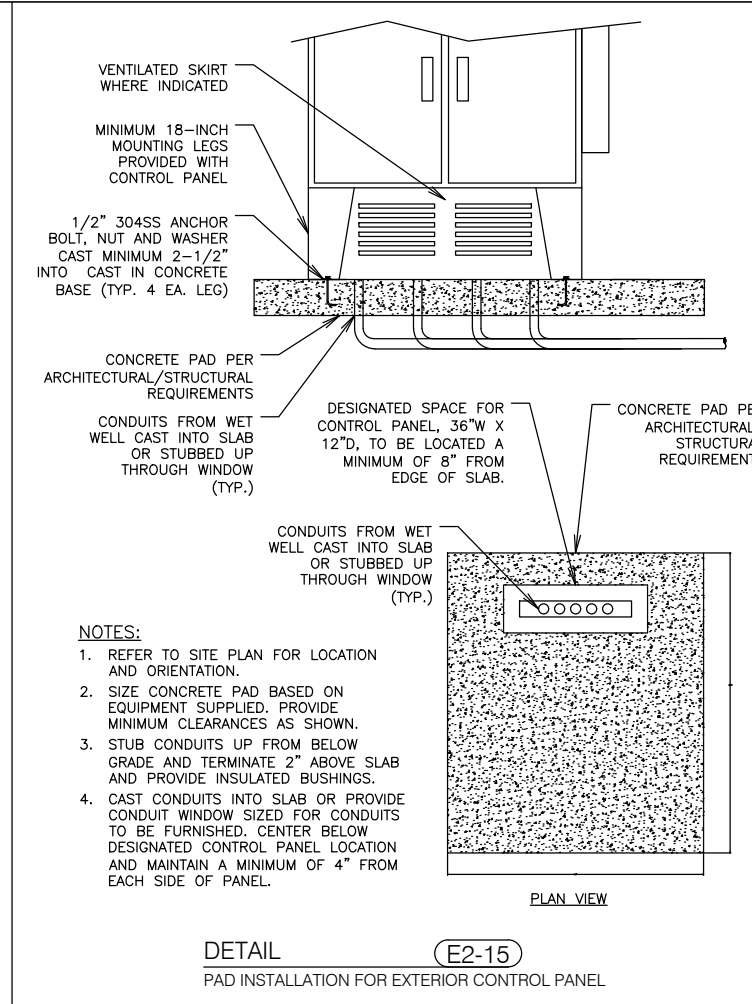 VENTILATED SKIRT
WHERE INDICATED
MINIMUM 18-INCH
MOUNTING LEGS
PROVIDED WITH
CONTROL PANEL
1/2" 304SS ANCHOR
BOLT, NUT AND WASHER
CAST MINIMUM 2-1/2"
INTO CAST IN CONCRETE
BASE (TYP. 4 EA. LEG)
CONCRETE PAD PER
ARCHITECTURAL/STRUCTURAL
REQUIREMENTS
CONDUITS FROM WET
WELL CAST INTO SLAB
OR STUBBED UP
THROUGH WINDOW
(TYP.)
DESIGNATED SPACE FOR
CONTROL PANEL, 36"W X
12"D, TO BE LOCATED A
MINIMUM OF 8" FROM
EDGE OF SLAB.
CONCRETE PAD PE
ARCHITECTURAL
STRUCTURA
REQUIREMENT
CONDUITS FROM WET
WELL CAST INTO SLAB
OR STUBBED UP
THROUGH WINDOW
(TYP.)
NOTES:
1. REFER TO SITE PLAN FOR LOCATION
AND ORIENTATION.
2. SIZE CONCRETE PAD BASED ON
EQUIPMENT SUPPLIED. PROVIDE
MINIMUM CLEARANCES AS SHOWN.
3. STUB CONDUITS UP FROM BELOW
GRADE AND TERMINATE 2" ABOVE SLAB
AND PROVIDE INSULATED BUSHINGS.
4. CAST CONDUITS INTO SLAB OR PROVIDE
CONDUIT WINDOW SIZED FOR CONDUITS
TO BE FURNISHED. CENTER BELOW
DESIGNATED CONTROL PANEL LOCATION
AND MAINTAIN A MINIMUM OF 4" FROM
EACH SIDE OF PANEL.
PLAN VIEW
DETAIL E2-15
PAD INSTALLATION FOR EXTERIOR CONTROL PANEL